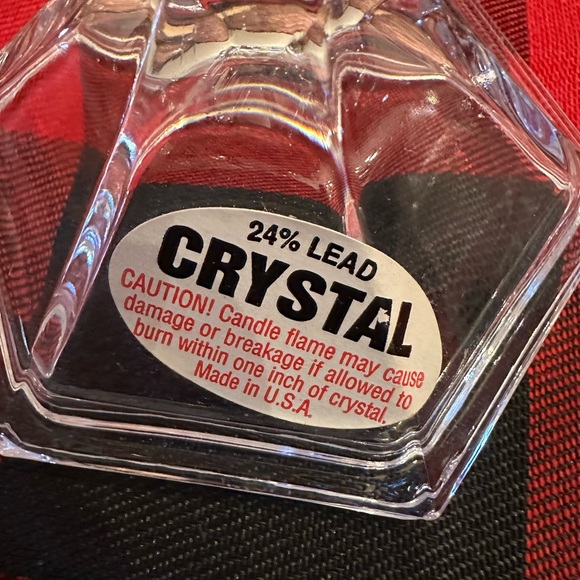 24% LEAD
CRYSTAL
CAUTION! Candle flame may cause
damage or breakage if allowed to
burn within one inch of crystal.
Made in U.S.A.